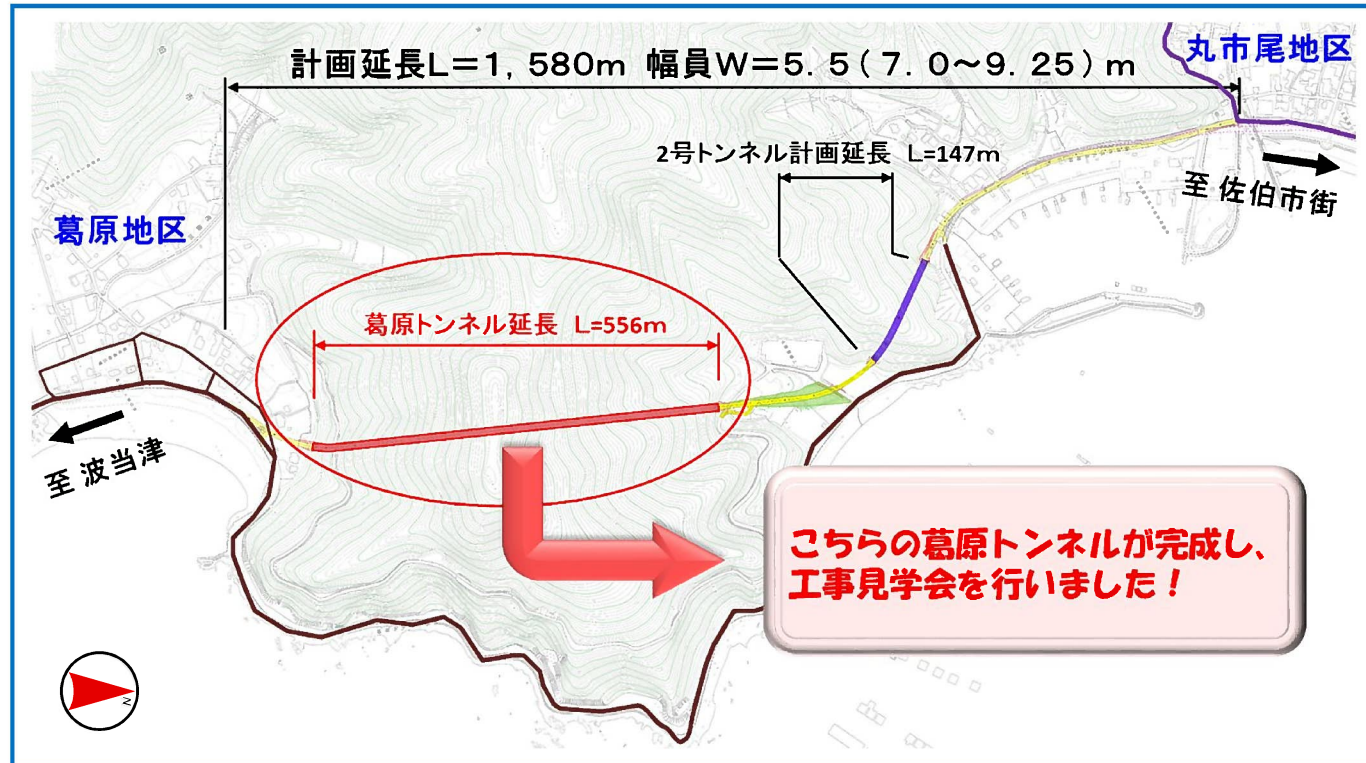 計画延長L＝1，580m 幅員W＝5．5（7．0～9．25）m
丸市尾地区
2号トンネル計画延長 L=147m
至 佐伯市街
葛原地区
葛原トンネル延長 L=556m
至 波当津
こちらの葛原トンネルが完成し、
工事見学会を行いました！
N